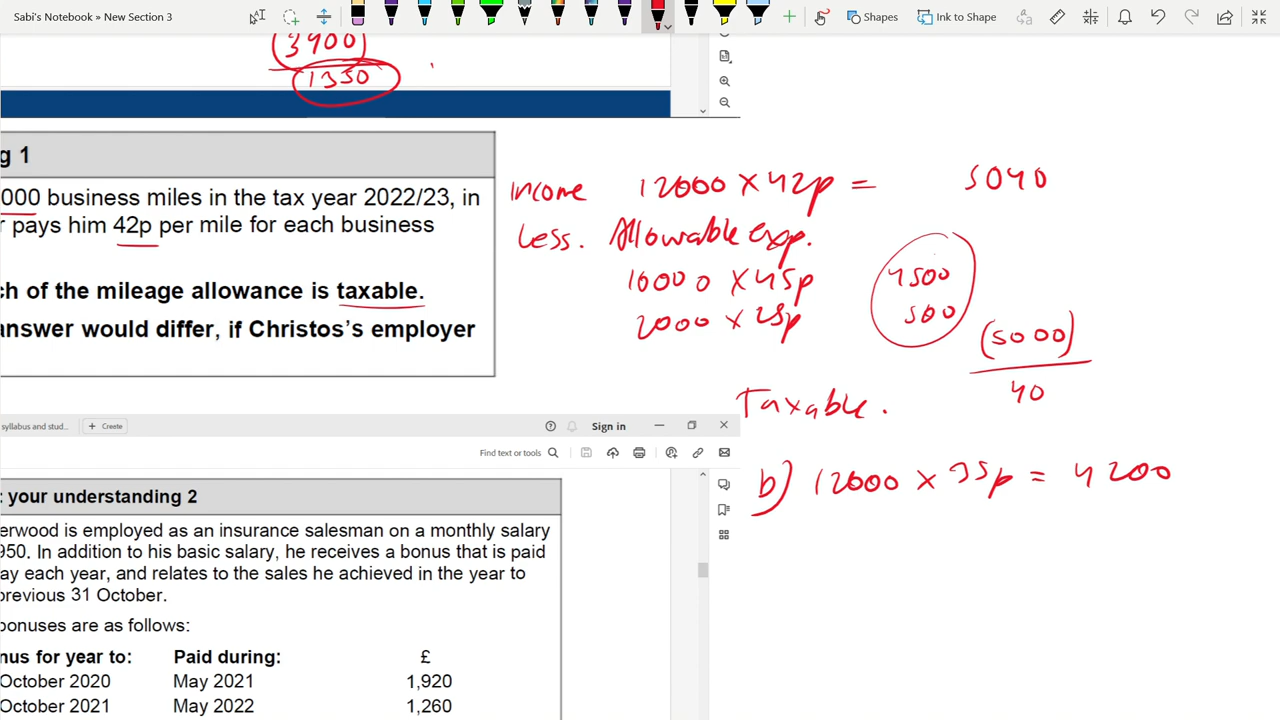 Sabi's Notebook » New Section 3
Shapes
Ink to Shape
(3900)
1350
g 1
000 business miles in the tax year 2022/23, in
r pays him 42p per mile for each business
ch of the mileage allowance is taxable.
answer would differ, if Christos's employer
Income 12000 X 42p = 5040
Less. Allowable exp.
10000 X 45p 4500
2000 X 25p 500
(5000)
40
Taxable.
b) 12000 X 35p = 4200
syllabus and stud...
+ Create
Sign in
Find text or tools
: your understanding 2
erwood is employed as an insurance salesman on a monthly salary
950. In addition to his basic salary, he receives a bonus that is paid
ay each year, and relates to the sales he achieved in the year to
previous 31 October.
bonuses are as follows:
nus for year to: Paid during: £
October 2020 May 2021 1,920
October 2021 May 2022 1,260